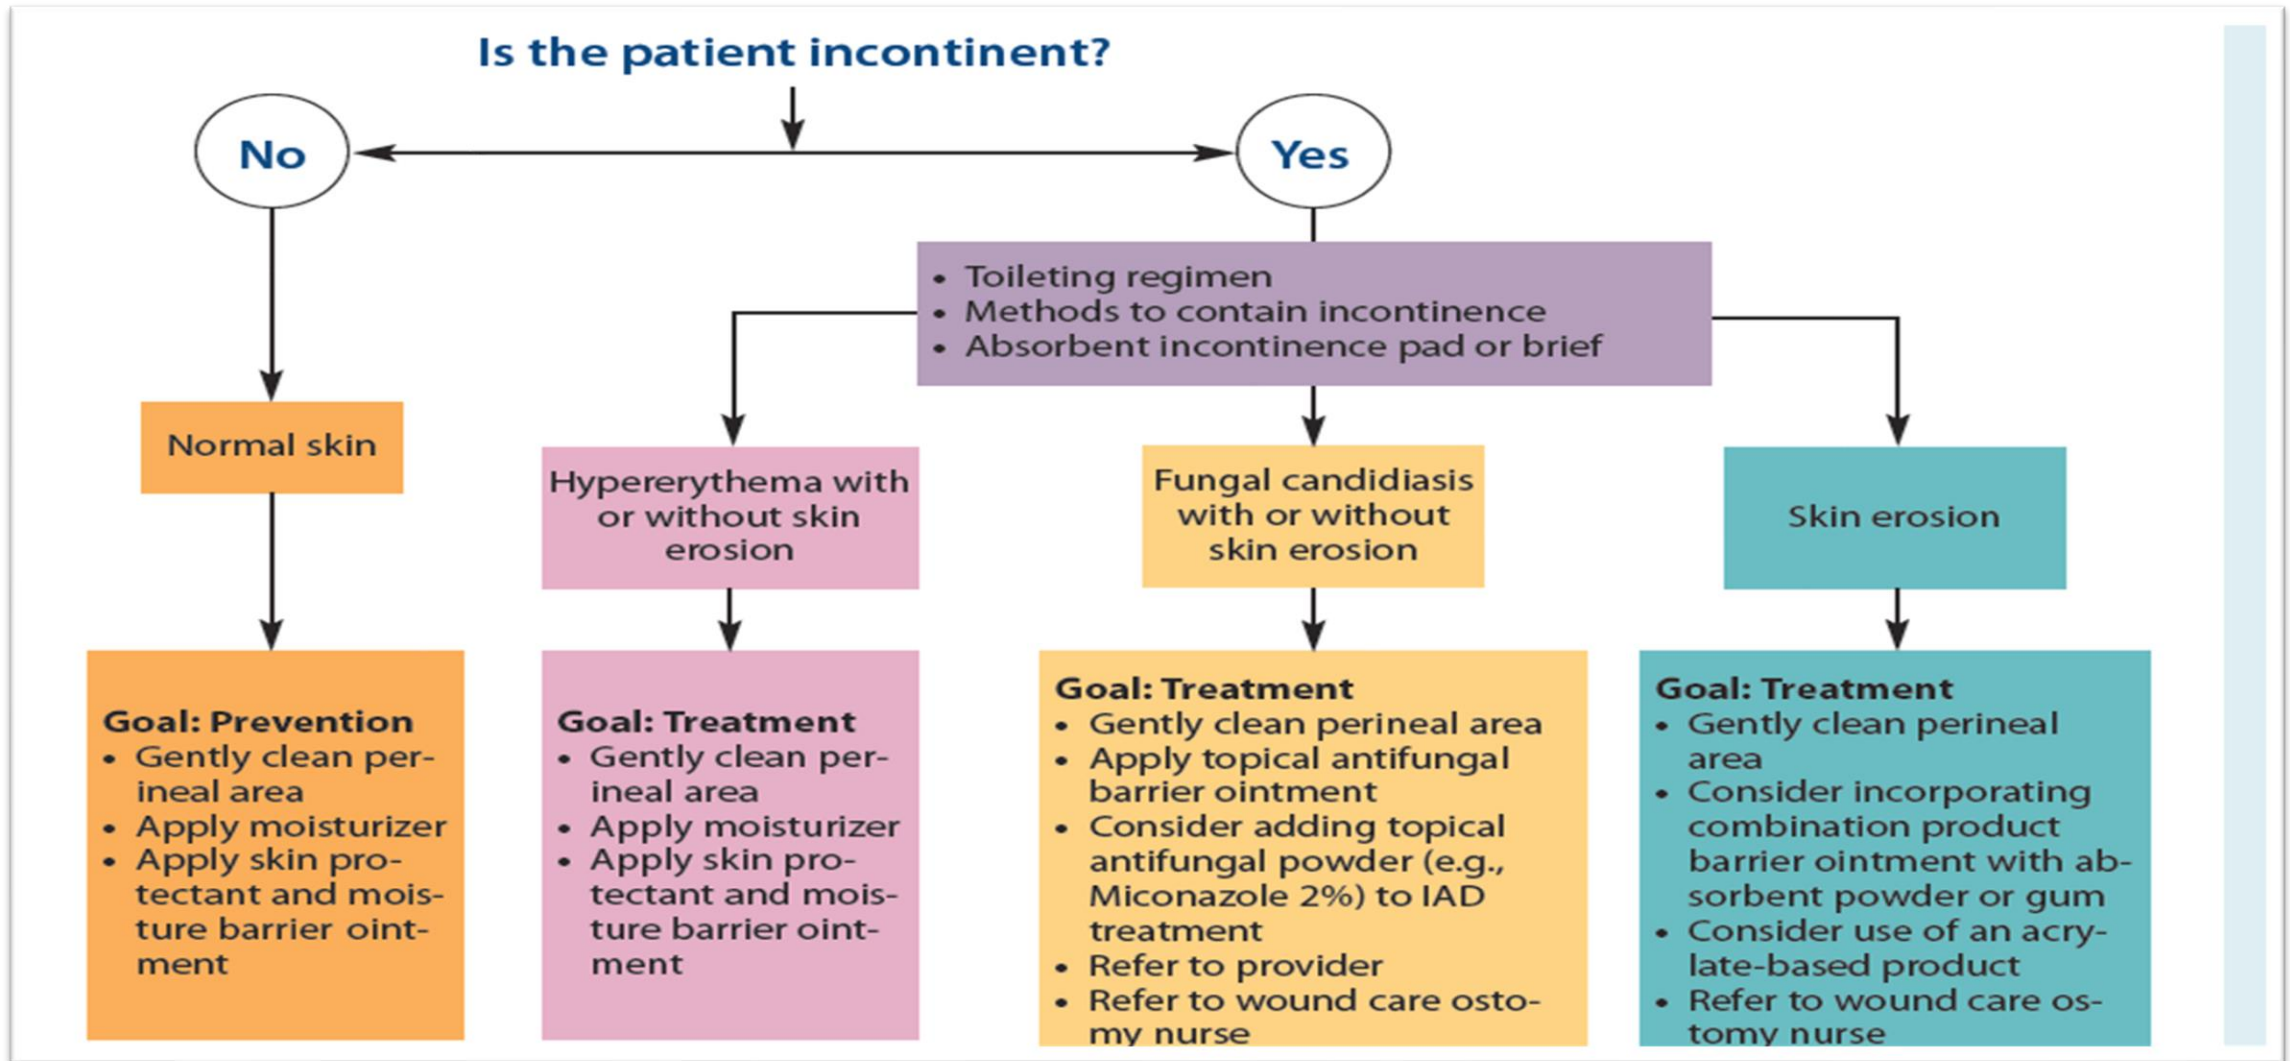 Is the patient incontinent?
No
Yes
• Toileting regimen
• Methods to contain incontinence
• Absorbent incontinence pad or brief
Normal skin
Hypererythema with
or without skin
erosion
Fungal candidiasis
with or without
skin erosion
Skin erosion
Goal: Prevention
• Gently clean per-
ineal area
• Apply moisturizer
• Apply skin pro-
tectant and mois-
ture barrier oint-
ment
Goal: Treatment
• Gently clean per-
ineal area
• Apply moisturizer
• Apply skin pro-
tectant and mois-
ture barrier oint-
ment
Goal: Treatment
• Gently clean perineal area
• Apply topical antifungal
barrier ointment
• Consider adding topical
antifungal powder (e.g.,
Miconazole 2%) to IAD
treatment
• Refer to provider
• Refer to wound care osto-
my nurse
Goal: Treatment
• Gently clean perineal
area
• Consider incorporating
combination product
barrier ointment with ab-
sorbent powder or gum
• Consider use of an acry-
late-based product
• Refer to wound care os-
tomy nurse